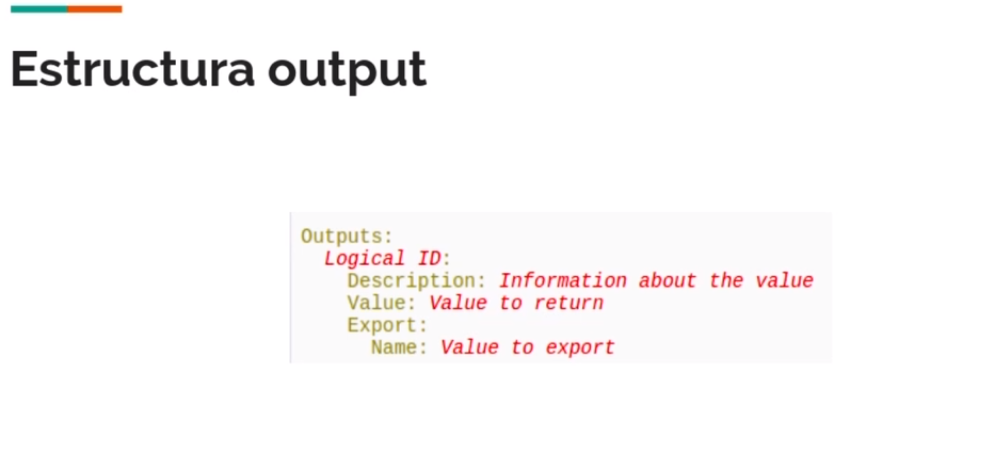 Estructura output
Outputs:
Logical ID:
Description: Information about the value
Value: Value to return
Export:
Name: Value to export